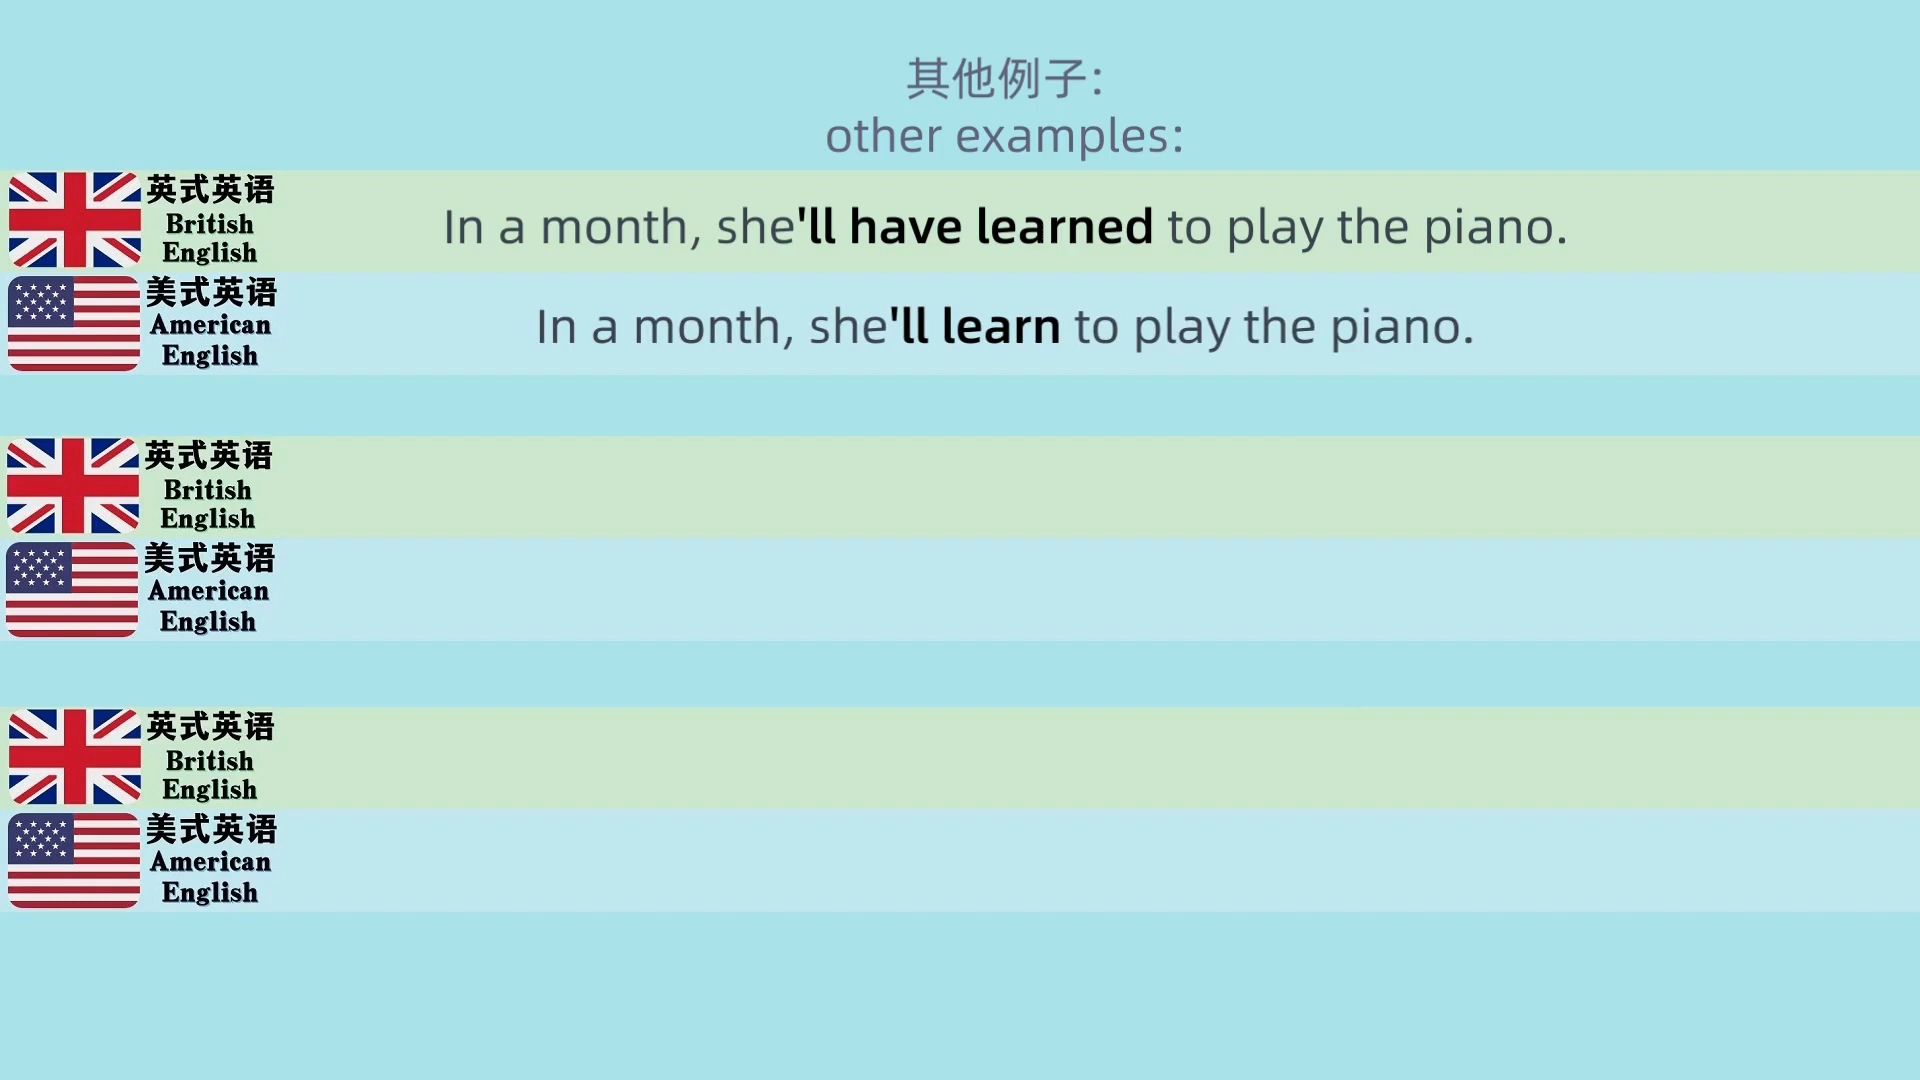 其他例子：
other examples:
英式英语
British
English
In a month, she'll have learned to play the piano.
美式英语
American
English
In a month, she'll learn to play the piano.
英式英语
British
English
美式英语
American
English
英式英语
British
English
美式英语
American
English